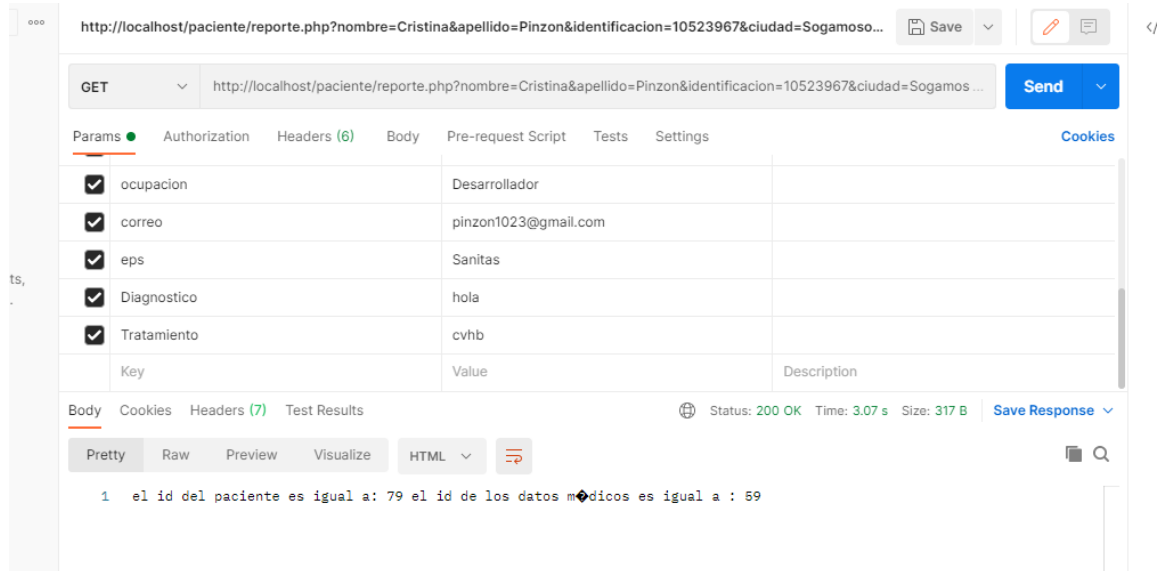 ooo http://localhost/paciente/reporte.php?nombre=Cristina&apellido=Pinzon&identificacion=10523967&ciudad=Sogamoso... Save
GET http://localhost/paciente/reporte.php?nombre=Cristina&apellido=Pinzon&identificacion=10523967&ciudad=Sogamos ... Send
Params Authorization Headers (6) Body Pre-request Script Tests Settings Cookies
ocupacion Desarrollador
correo pinzon1023@gmail.com
eps Sanitas
ts,
Diagnostico hola
.
Tratamiento cvhb
Key Value Description
Body Cookies Headers (7) Test Results Status: 200 OK Time: 3.07 s Size: 317 B Save Response
Pretty Raw Preview Visualize HTML
1 el id del paciente es igual a: 79 el id de los datos m�dicos es igual a : 59